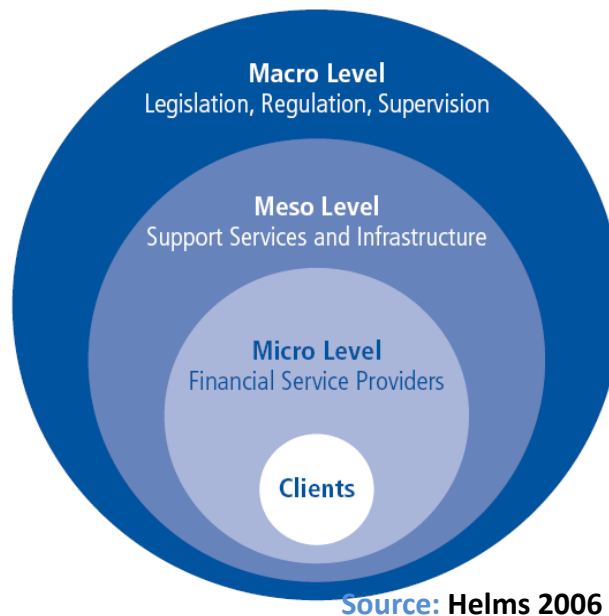 Macro Level
Legislation, Regulation, Supervision
Meso Level
Support Services and Infrastructure
Micro Level
Financial Service Providers
Clients
Source: Helms 2006